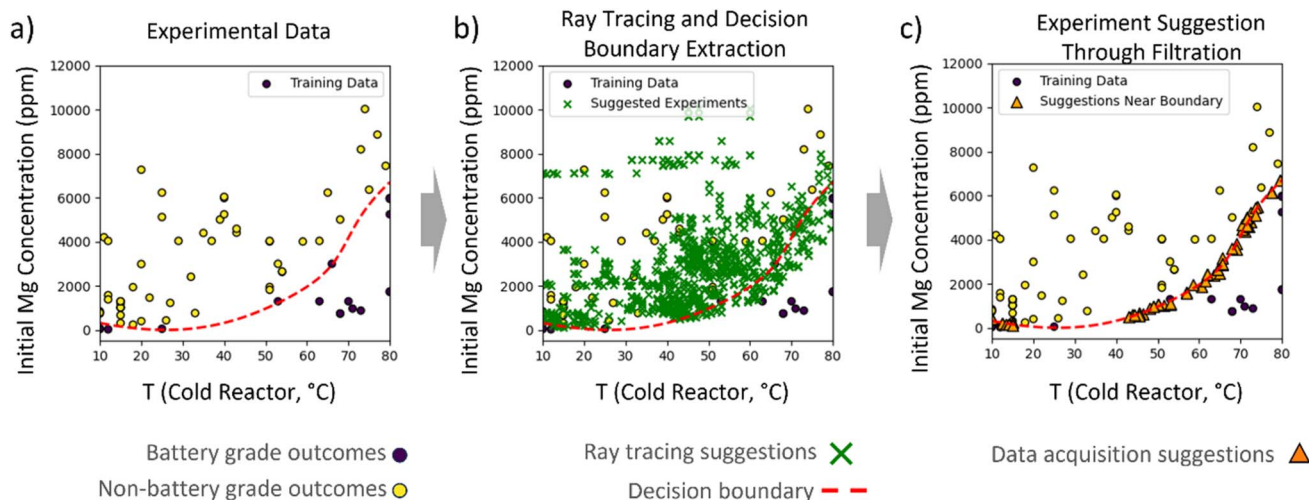 a)
Experimental Data
Initial Mg Concentration (ppm)
12000
10000
8000
6000
4000
2000
0
Training Data
10
20
30
40
50
60
70
80
T (Cold Reactor, °C)
b)
Ray Tracing and Decision
Boundary Extraction
Initial Mg Concentration (ppm)
12000
10000
8000
6000
4000
2000
0
Training Data
Suggested Experiments
10
20
30
40
50
60
70
80
T (Cold Reactor, °C)
c)
Experiment Suggestion
Through Filtration
Initial Mg Concentration (ppm)
12000
10000
8000
6000
4000
2000
0
Training Data
Suggestions Near Boundary
10
20
30
40
50
60
70
80
T (Cold Reactor, °C)
Battery grade outcomes
Non-battery grade outcomes
Ray tracing suggestions
Decision boundary
Data acquisition suggestions